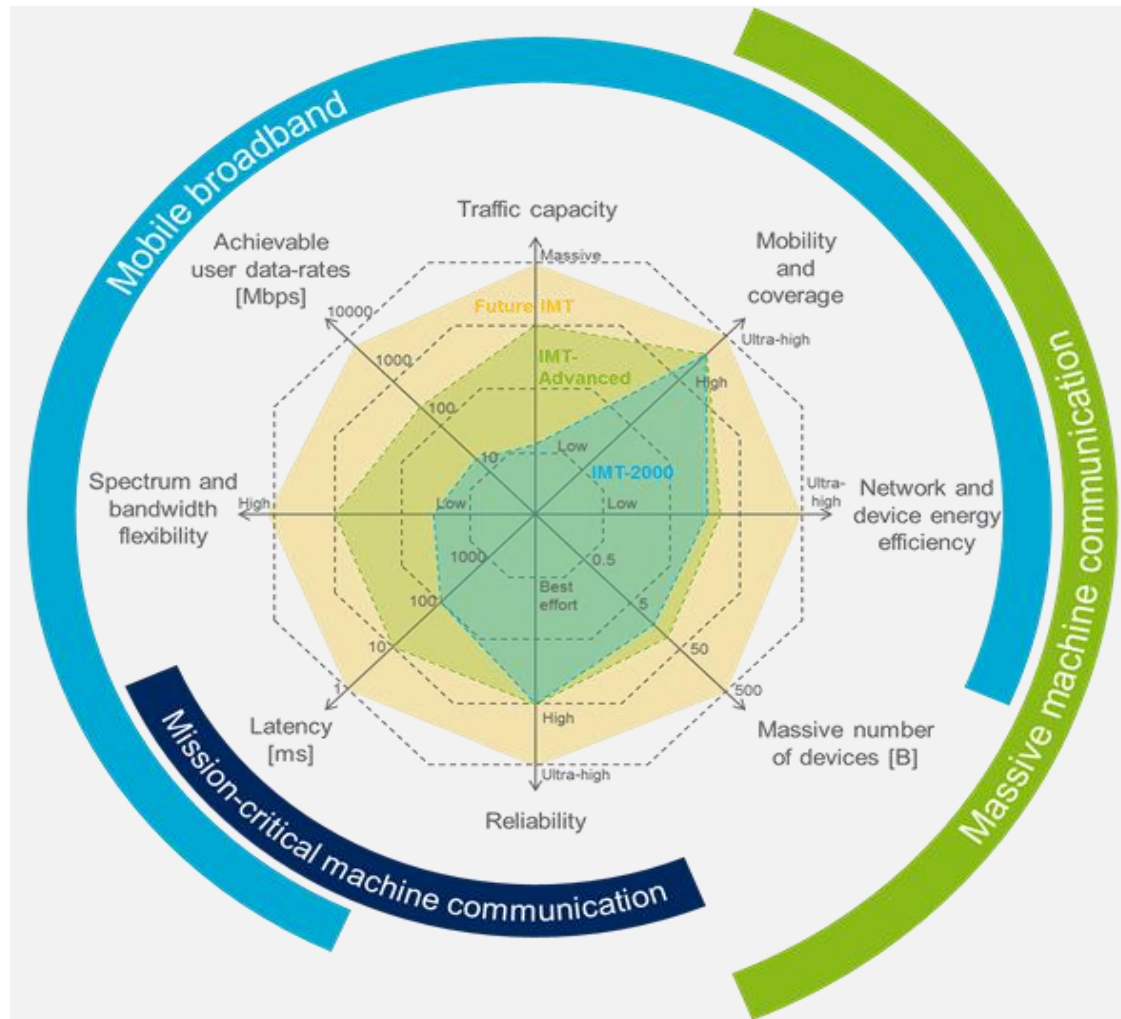 Mobile broadband
Massive machine communication
Mission-critical machine communication
Traffic capacity
Massive
Achievable
user data-rates
[Mbps]
10000
1000
100
10
Mobility
and
coverage
Ultra-high
High
Low
Future IMT
IMT-
Advanced
IMT-2000
Spectrum and
bandwidth
flexibility
High
Low
Network and
device energy
efficiency
Ultra-
high
Low
Latency
[ms]
1000
100
10
1
Best
effort
High
Ultra-high
Reliability
0.5
5
50
500
Massive number
of devices [B]